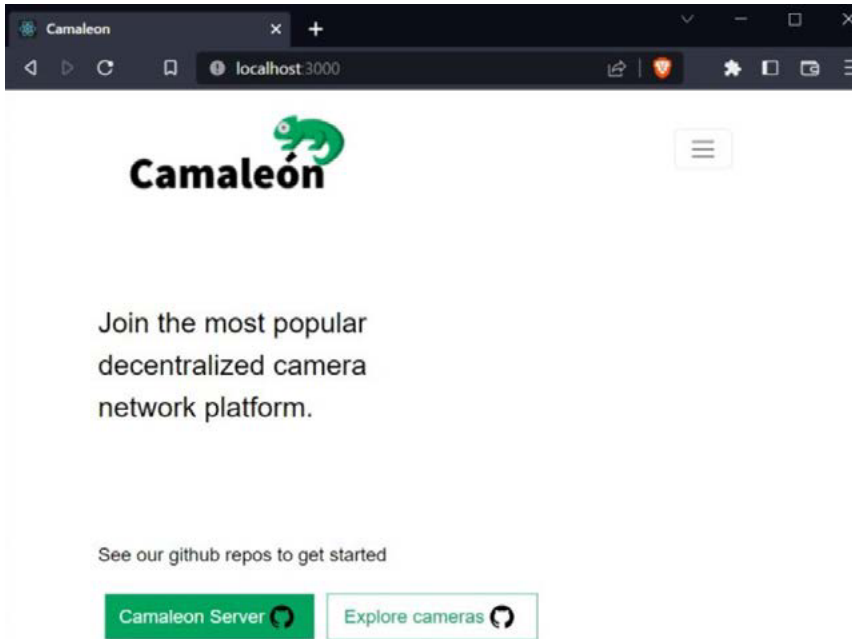 Camaleon
localhost:3000
Camaleón
Join the most popular
decentralized camera
network platform.
See our github repos to get started
Camaleon Server
Explore cameras